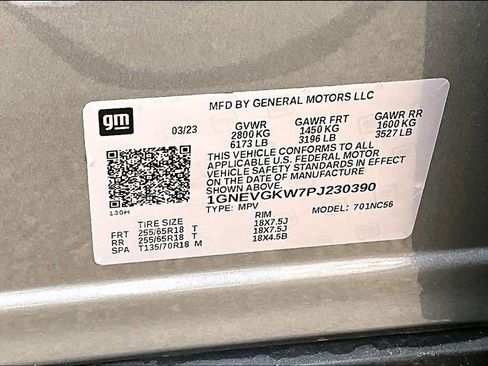 gm
MFD BY GENERAL MOTORS LLC
03/23 GVWR GAWR FRT GAWR RR
2800 KG 1450 KG 1600 KG
6173 LB 3196 LB 3527 LB
THIS VEHICLE CONFORMS TO ALL
APPLICABLE U.S. FEDERAL MOTOR
VEHICLE SAFETY STANDARDS IN EFFECT
ON THE DATE OF MANUFACTURE
SHOWN ABOVE.
1GNEVGKW7PJ230390
130M TYPE: MPV MODEL: 701NC56
TIRE SIZE RIM
FRT 255/65R18 T 18X7.5J
RR 255/65R18 T 18X7.5J
SPA T135/70R18 M 18X4.5B